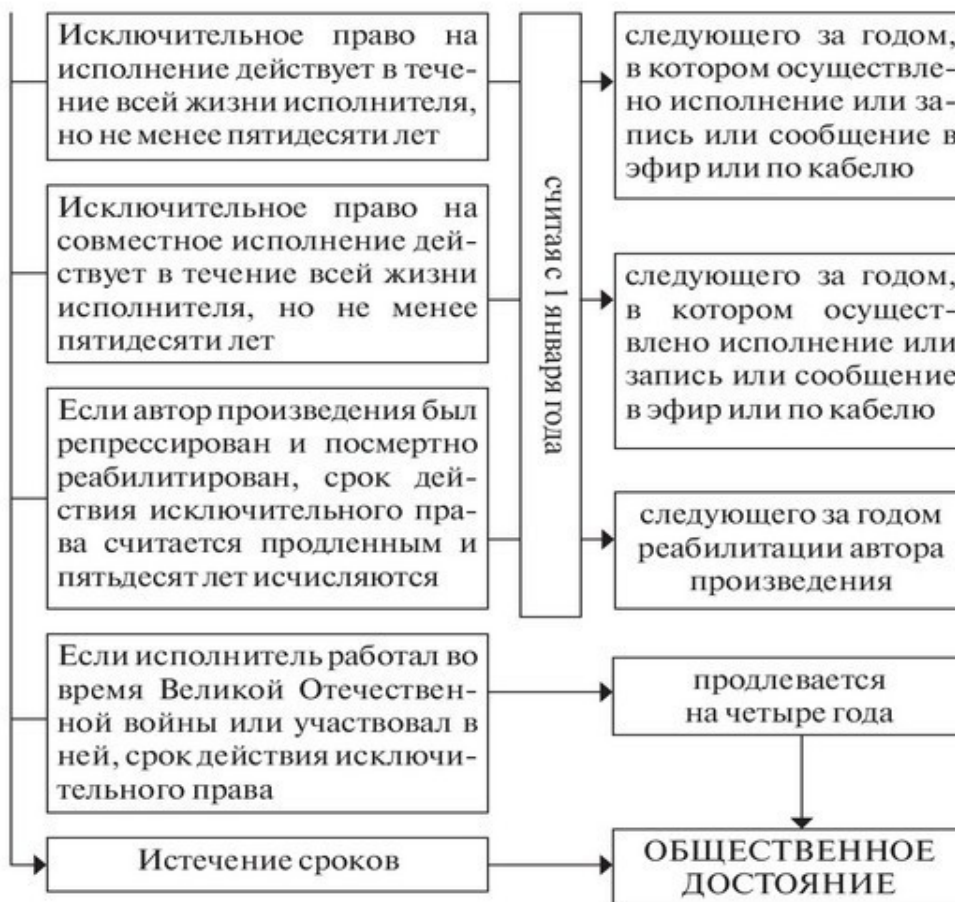 Исключительное право на
исполнение действует в тече-
ние всей жизни исполнителя,
но не менее пятидесяти лет
следующего за годом,
в котором осуществле-
но исполнение или за-
пись или сообщение в
эфир или по кабелю
считая с 1 января года
Исключительное право на
совместное исполнение дей-
ствует в течение всей жизни
исполнителя, но не менее
пятидесяти лет
следующего за годом,
в котором осущест-
влено исполнение или
запись или сообщение
в эфир или по кабелю
Если автор произведения был
репрессирован и посмертно
реабилитирован, срок дей-
ствия исключительного пра-
ва считается продленным и
пятьдесят лет исчисляются
следующего за годом
реабилитации автора
произведения
Если исполнитель работал во
время Великой Отечествен-
ной войны или участвовал в
ней, срок действия исключи-
тельного права
продлевается
на четыре года
Истечение сроков
ОБЩЕСТВЕННОЕ
ДОСТОЯНИЕ